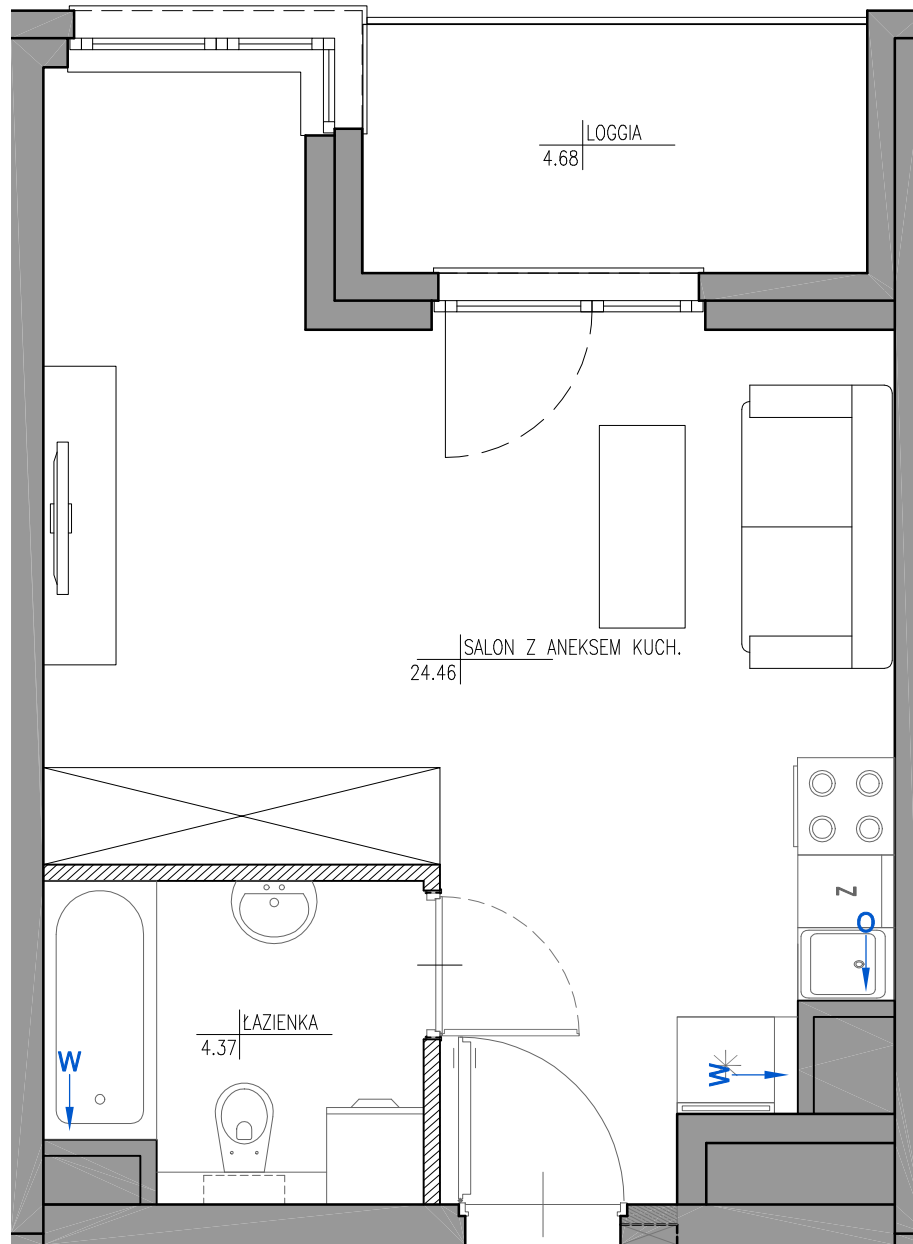 LOGGIA
4.68
SALON Z ANEKSEM KUCH.
24.46
Z
O
ŁAZIENKA
4.37
W
W